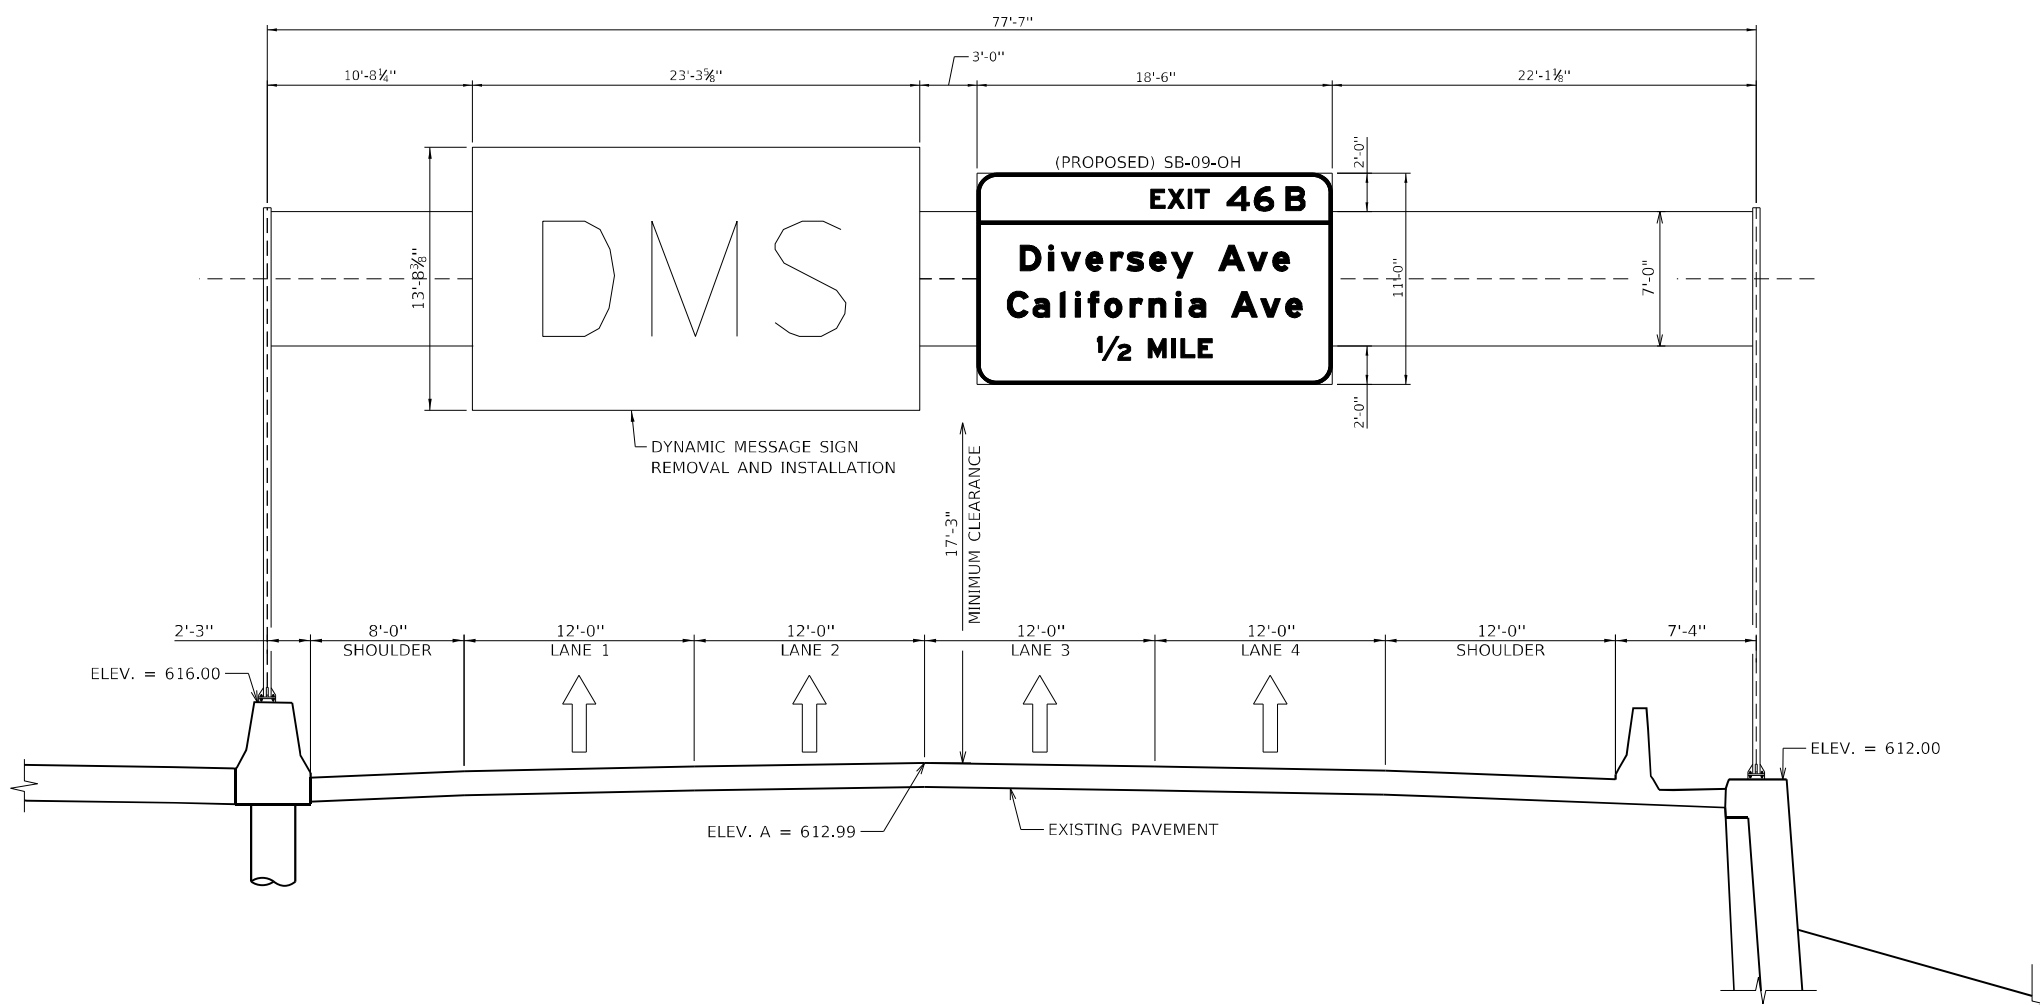 77'-7"
3'-0"
10'-8¼"
23'-3⅝"
18'-6"
22'-1⅛"
(PROPOSED) SB-09-OH
2'-0"
EXIT 46 B
Diversey Ave
California Ave
½ MILE
DMS
13'-8⅜"
11'-0"
7'-0"
2'-0"
DYNAMIC MESSAGE SIGN
REMOVAL AND INSTALLATION
17'-3"
MINIMUM CLEARANCE
2'-3"
8'-0"
SHOULDER
12'-0"
LANE 1
12'-0"
LANE 2
12'-0"
LANE 3
12'-0"
LANE 4
12'-0"
SHOULDER
7'-4"
ELEV. = 616.00
ELEV. = 612.00
ELEV. A = 612.99
EXISTING PAVEMENT